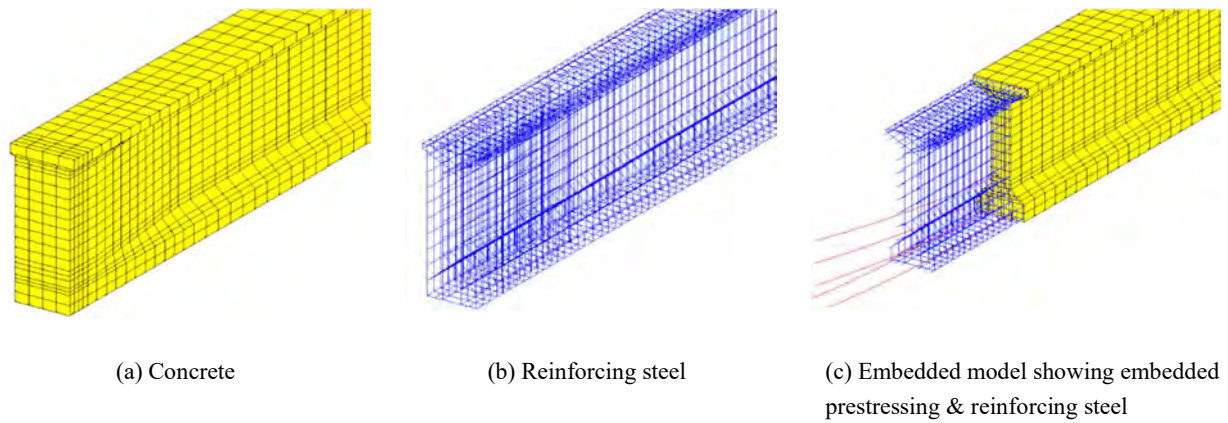 (a) Concrete
(b) Reinforcing steel
(c) Embedded model showing embedded
prestressing & reinforcing steel